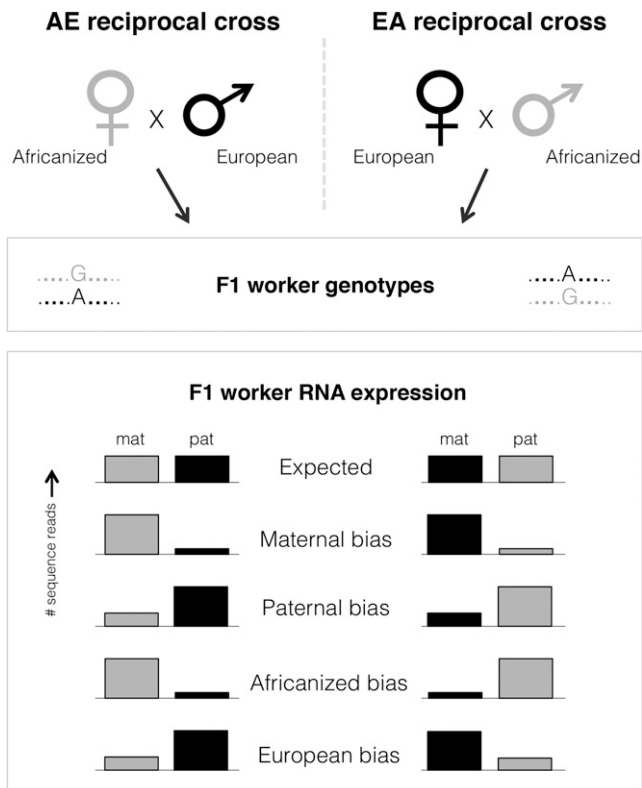 AE reciprocal cross
EA reciprocal cross
X
X
Africanized
European
European
Africanized
F1 worker genotypes
.....G.....
.....A.....
.....A.....
.....G.....
F1 worker RNA expression
mat pat
mat pat
# sequence reads
Expected
Maternal bias
Paternal bias
Africanized bias
European bias